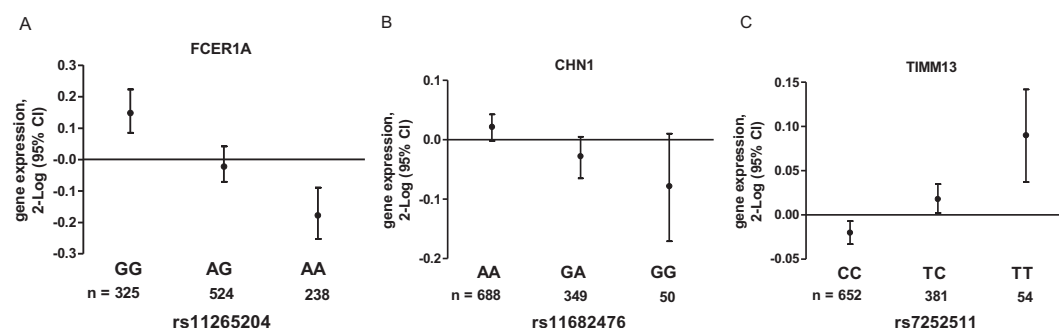 A
FCER1A
gene expression,
2-Log (95% CI)
0.3
0.2
0.1
-0.0
-0.1
-0.2
-0.3
GG AG AA
n = 325 524 238
rs11265204
B
CHN1
gene expression,
2-Log (95% CI)
0.1
0.0
-0.1
-0.2
AA GA GG
n = 688 349 50
rs11682476
C
TIMM13
gene expression,
2-Log (95% CI)
0.15
0.10
0.05
0.00
-0.05
CC TC TT
n = 652 381 54
rs7252511